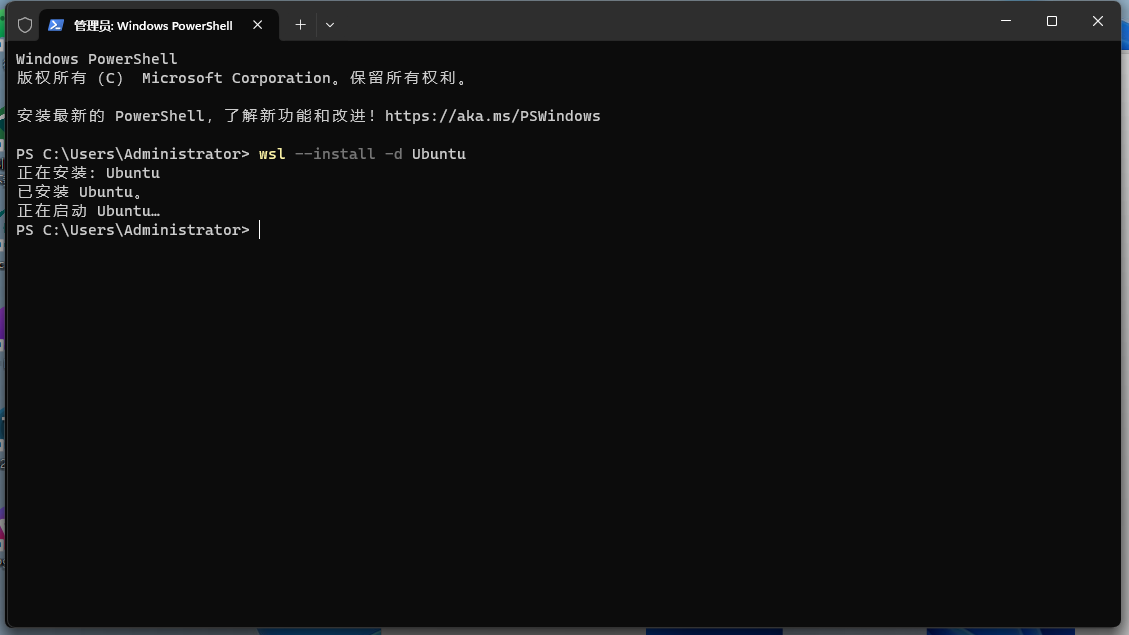 管理员: Windows PowerShell
Windows PowerShell
版权所有 (C) Microsoft Corporation。保留所有权利。
安装最新的 PowerShell，了解新功能和改进！https://aka.ms/PSWindows
PS C:\Users\Administrator> wsl --install -d Ubuntu
正在安装: Ubuntu
已安装 Ubuntu。
正在启动 Ubuntu…
PS C:\Users\Administrator>